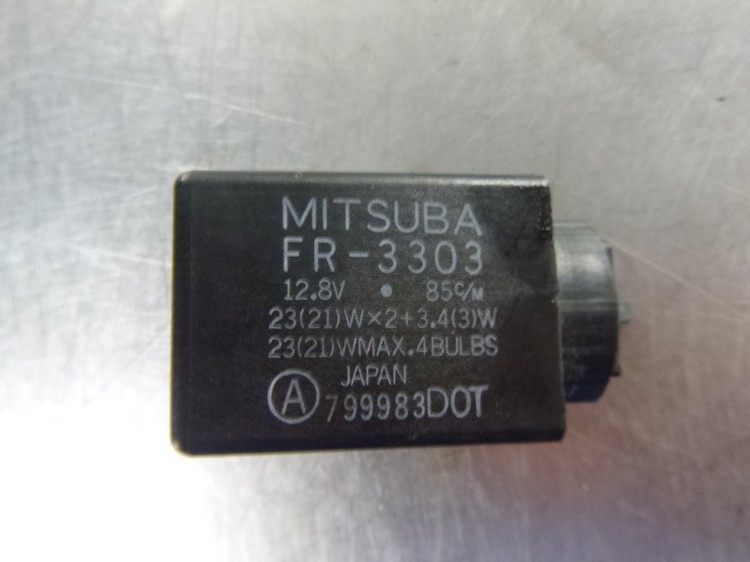 MITSUBA
FR-3303
12.8V • 85c/M
23(21)W×2+3.4(3)W
23(21)WMAX.4BULBS
JAPAN
Ⓐ 799983DOT